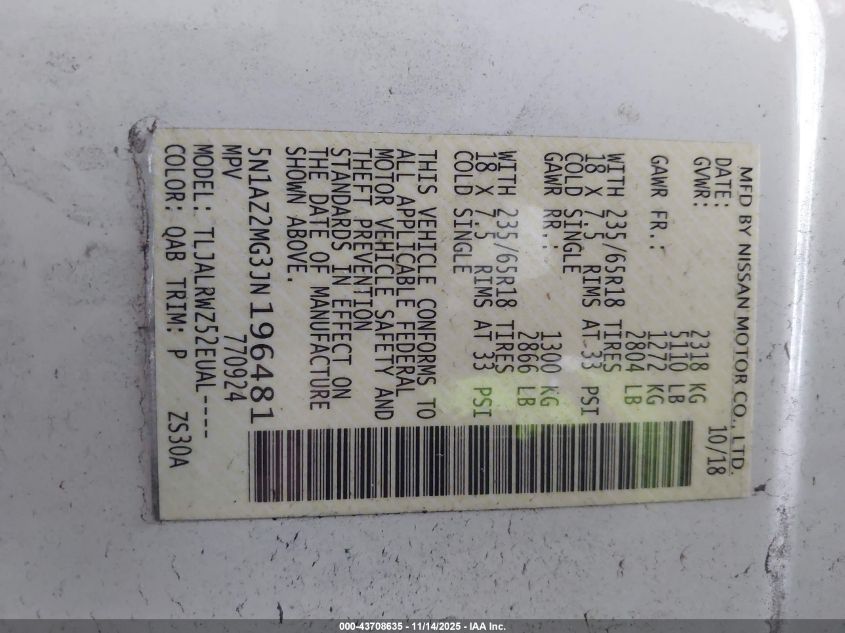 MFD BY NISSAN MOTOR CO., LTD.
DATE: 10/18
GVWR: 2318 KG
5110 LB
GAWR FR.: 1272 KG
2804 LB
WITH 235/65R18 TIRES
18 X 7.5 RIMS AT 33 PSI
COLD SINGLE
GAWR RR.: 1300 KG
2866 LB
WITH 235/65R18 TIRES
18 X 7.5 RIMS AT 33 PSI
COLD SINGLE
THIS VEHICLE CONFORMS TO
ALL APPLICABLE FEDERAL
MOTOR VEHICLE SAFETY AND
THEFT PREVENTION
STANDARDS IN EFFECT ON
THE DATE OF MANUFACTURE
SHOWN ABOVE.
5N1AZ2MG3JN196481
MPV 770924
MODEL: TLJALRWZ52EUAL----
COLOR: QAB TRIM: P ZS30A
000-43708635 - 11/14/2025 - IAA Inc.